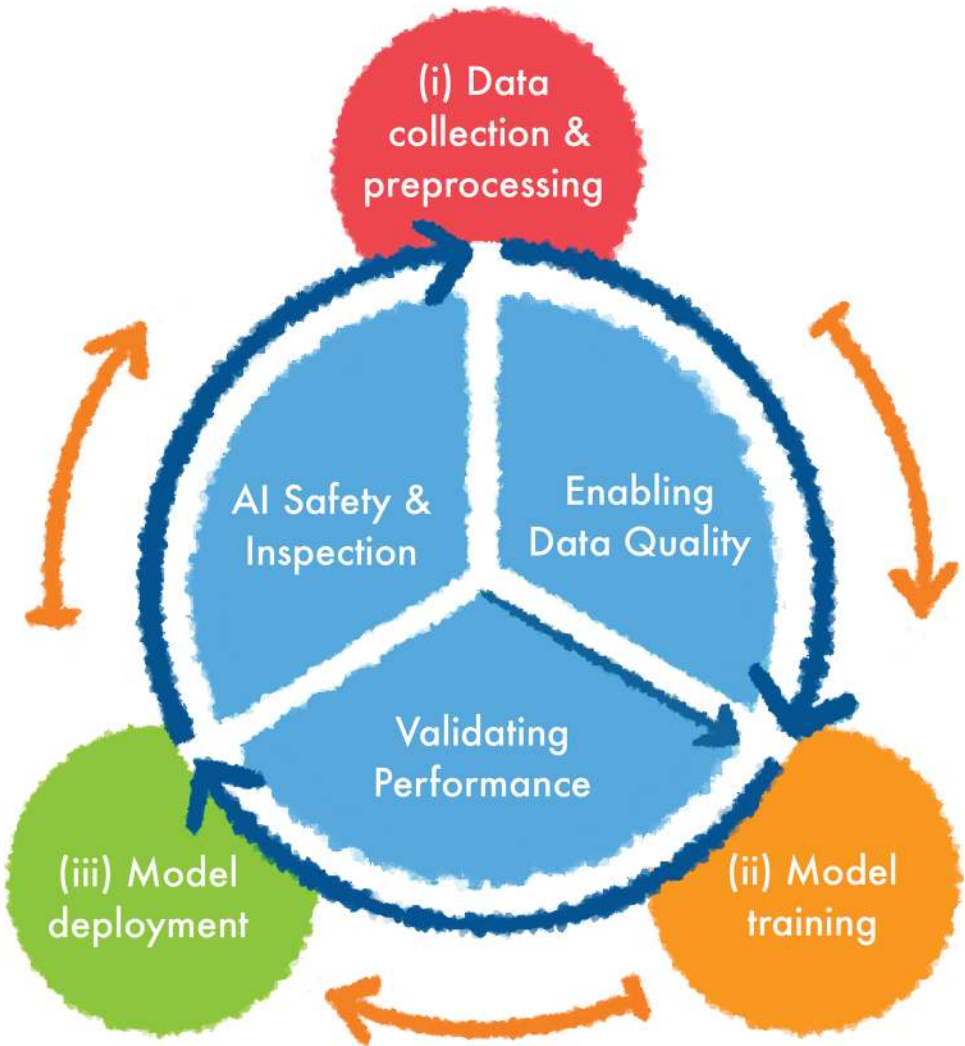 (i) Data
collection &
preprocessing
AI Safety &
Inspection
Enabling
Data Quality
Validating
Performance
(iii) Model
deployment
(ii) Model
training